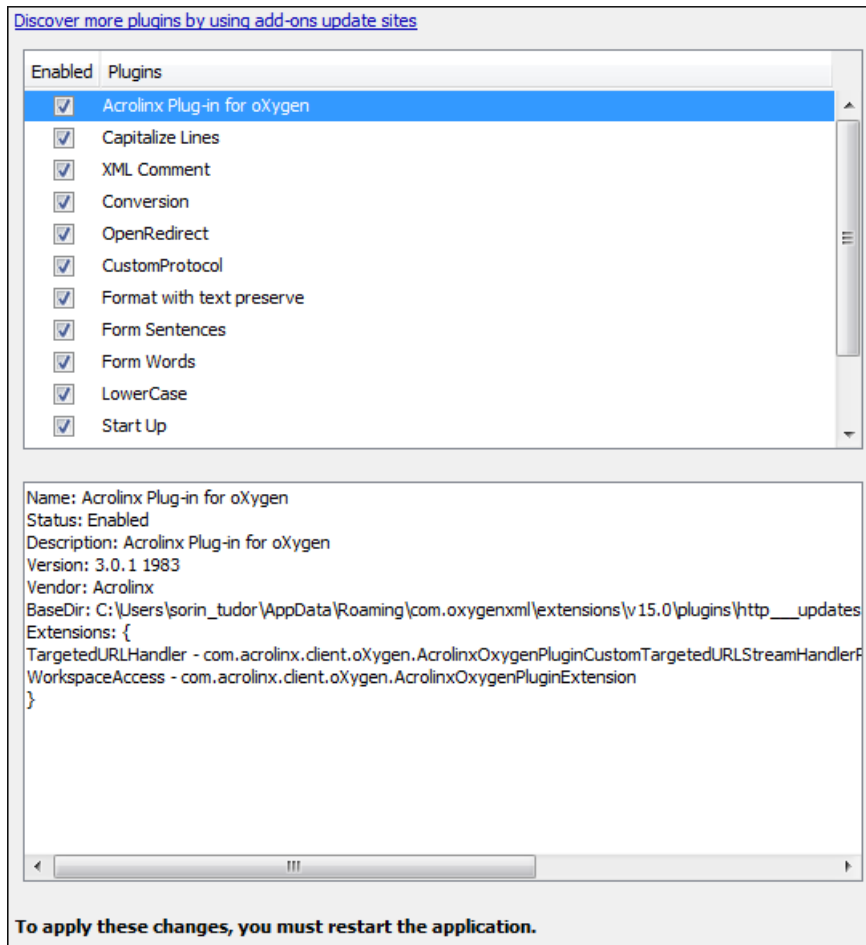 Discover more plugins by using add-ons update sites
Enabled Plugins
Acrolinx Plug-in for oXygen
Capitalize Lines
XML Comment
Conversion
OpenRedirect
CustomProtocol
Format with text preserve
Form Sentences
Form Words
LowerCase
Start Up
Name: Acrolinx Plug-in for oXygen
Status: Enabled
Description: Acrolinx Plug-in for oXygen
Version: 3.0.1 1983
Vendor: Acrolinx
BaseDir: C:\Users\sorin_tudor\AppData\Roaming\com.oxygenxml\extensions\v15.0\plugins\http___updates
Extensions: {
TargetedURLHandler - com.acrolinx.client.oXygen.AcrolinxOxygenPluginCustomTargetedURLStreamHandlerF
WorkspaceAccess - com.acrolinx.client.oXygen.AcrolinxOxygenPluginExtension
}
To apply these changes, you must restart the application.